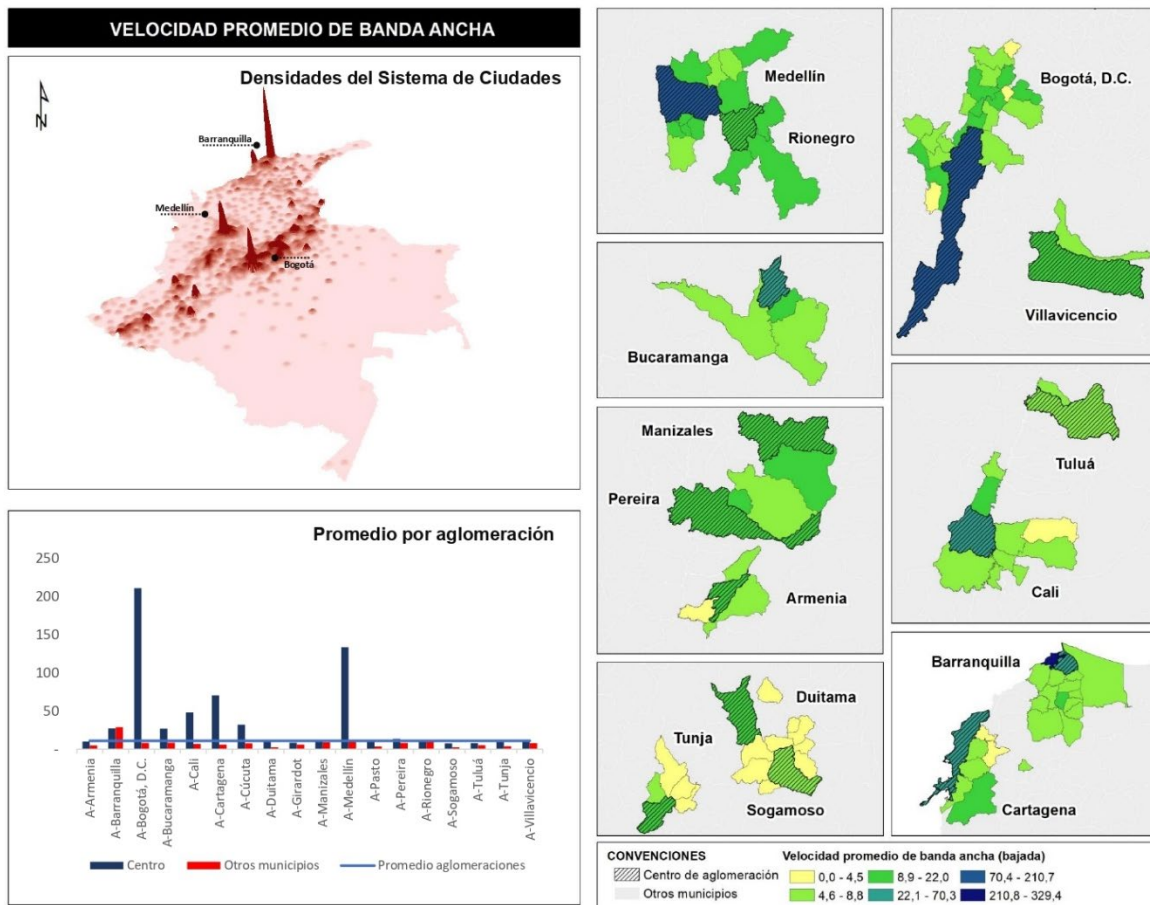 VELOCIDAD PROMEDIO DE BANDA ANCHA
Densidades del Sistema de Ciudades
N
Barranquilla
Medellín
Bogotá
Promedio por aglomeración
250
200
150
100
50
-
A-Armenia
A-Barranquilla
A-Bogotá, D.C.
A-Bucaramanga
A-Cali
A-Cartagena
A-Cúcuta
A-Duitama
A-Girardot
A-Manizales
A-Medellín
A-Pasto
A-Pereira
A-Rionegro
A-Sogamoso
A-Tuluá
A-Tunja
A-Villavicencio
Centro
Otros municipios
Promedio aglomeraciones
Medellín
Rionegro
Bogotá, D.C.
Villavicencio
Bucaramanga
Manizales
Pereira
Armenia
Tuluá
Cali
Duitama
Tunja
Sogamoso
Barranquilla
Cartagena
CONVENCIONES
Centro de aglomeración
Otros municipios
Velocidad promedio de banda ancha (bajada)
0,0 - 4,5
8,9 - 22,0
70,4 - 210,7
4,6 - 8,8
22,1 - 70,3
210,8 - 329,4